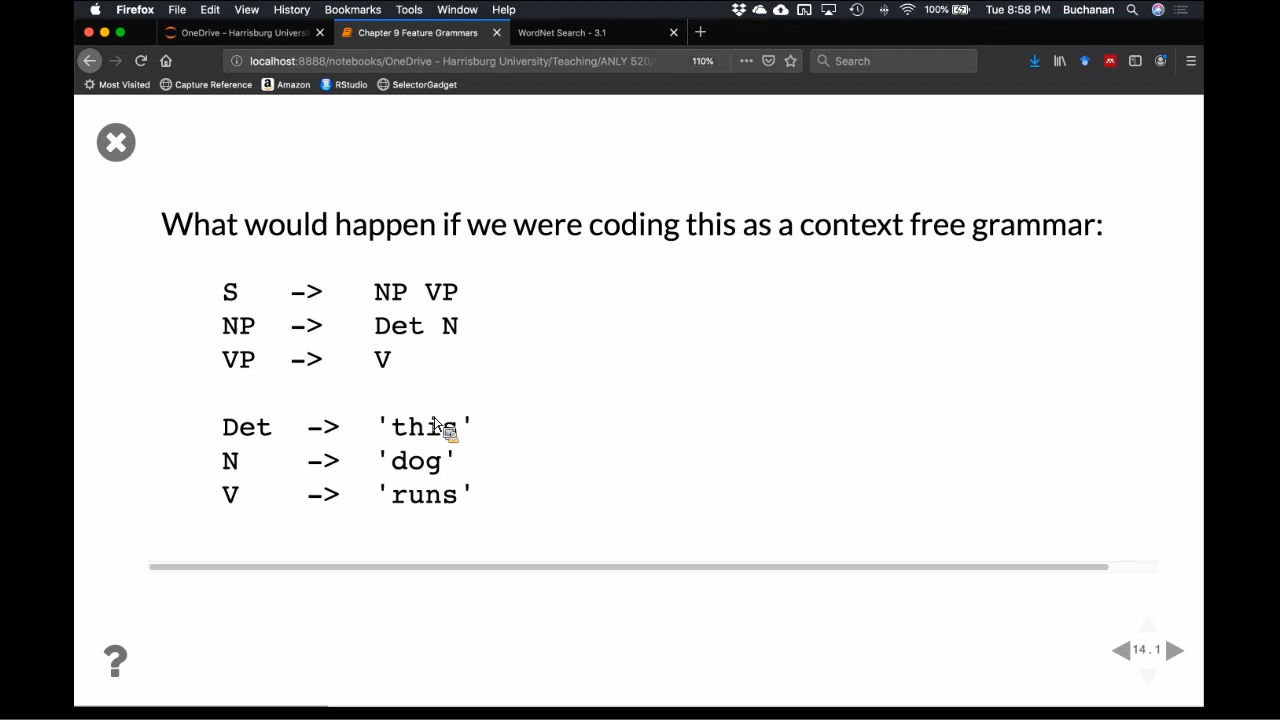 Firefox File Edit View History Bookmarks Tools Window Help 100% Tue 8:58 PM Buchanan
OneDrive - Harrisburg Universi Chapter 9 Feature Grammars WordNet Search - 3.1
localhost:8888/notebooks/OneDrive - Harrisburg University/Teaching/ANLY 520/ 110% Search
Most Visited Capture Reference Amazon RStudio SelectorGadget
What would happen if we were coding this as a context free grammar:
S -> NP VP
NP -> Det N
VP -> V
Det -> 'this'
N -> 'dog'
V -> 'runs'
?
14.1